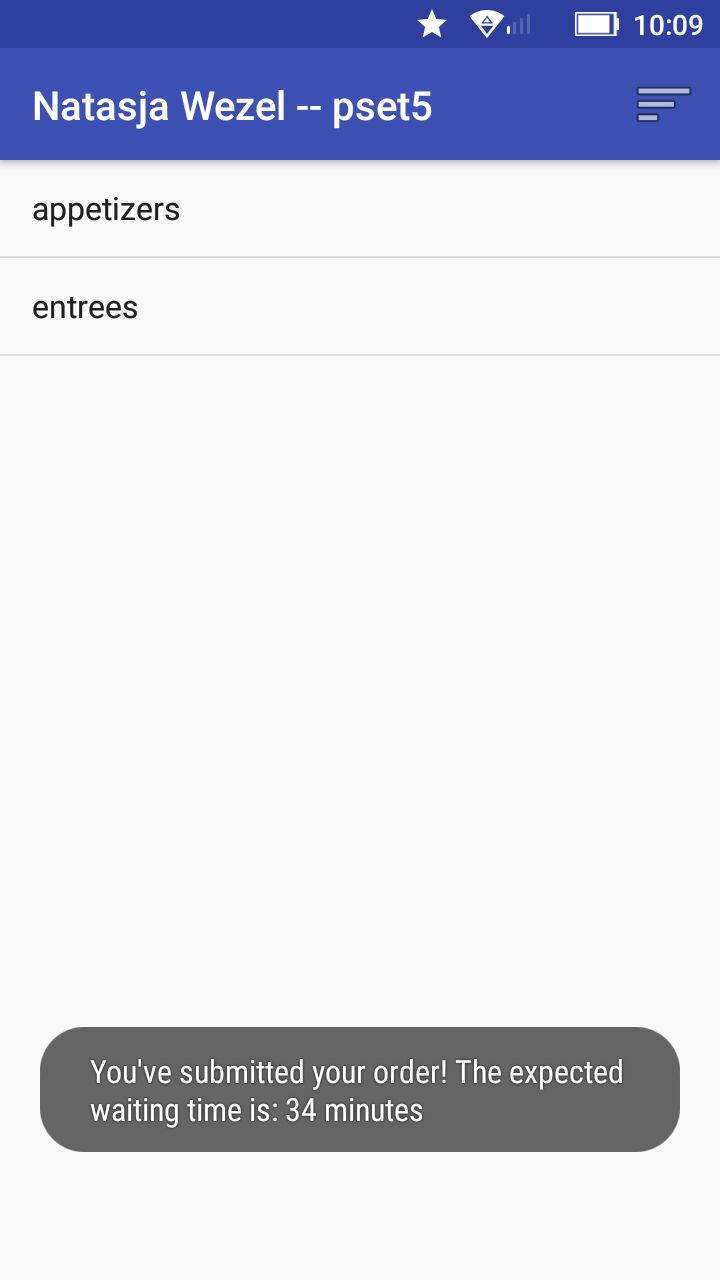 10:09
Natasja Wezel -- pset5
appetizers
entrees
You've submitted your order! The expected
waiting time is: 34 minutes